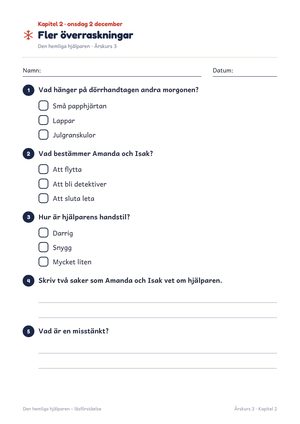 Kapitel 2 · onsdag 2 december
Fler överraskningar
Den hemliga hjälparen · Årskurs 3
Namn: Datum:
1 Vad hänger på dörrhandtagen andra morgonen?
Små papphjärtan
Lappar
Julgranskulor
2 Vad bestämmer Amanda och Isak?
Att flytta
Att bli detektiver
Att sluta leta
3 Hur är hjälparens handstil?
Darrig
Snygg
Mycket liten
4 Skriv två saker som Amanda och Isak vet om hjälparen.
5 Vad är en misstänkt?
Den hemliga hjälparen – läsförståelse Årskurs 3 · Kapitel 2